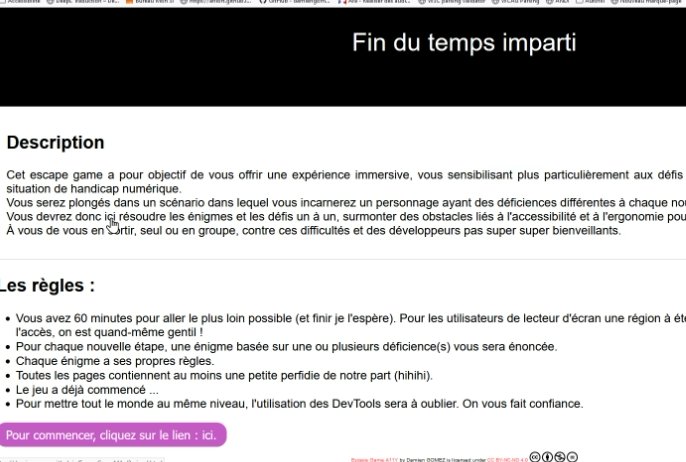 Fin du temps imparti
Description
Cet escape game a pour objectif de vous offrir une expérience immersive, vous sensibilisant plus particulièrement aux défis
situation de handicap numérique.
Vous serez plongés dans un scénario dans lequel vous incarnerez un personnage ayant des déficiences différentes à chaque nou
Vous devrez donc ici résoudre les énigmes et les défis un à un, surmonter des obstacles liés à l'accessibilité et à l'ergonomie pou
À vous de vous en sortir, seul ou en groupe, contre ces difficultés et des développeurs pas super super bienveillants.
Les règles :
Vous avez 60 minutes pour aller le plus loin possible (et finir je l'espère). Pour les utilisateurs de lecteur d'écran une région à été
l'accès, on est quand-même gentil !
Pour chaque nouvelle étape, une énigme basée sur une ou plusieurs déficience(s) vous sera énoncée.
Chaque énigme a ses propres règles.
Toutes les pages contiennent au moins une petite perfidie de notre part (hihihi).
Le jeu a déjà commencé ...
Pour mettre tout le monde au même niveau, l'utilisation des DevTools sera à oublier. On vous fait confiance.
Pour commencer, cliquez sur le lien : ici.
Escape Game A111 by Damien GOMEZ is licensed under CC BY-NC-ND 4.0